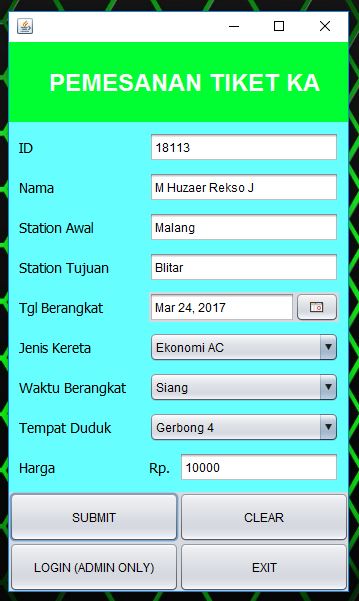 PEMESANAN TIKET KA
ID 18113
Nama M Huzaer Rekso J
Station Awal Malang
Station Tujuan Blitar
Tgl Berangkat Mar 24, 2017
Jenis Kereta Ekonomi AC
Waktu Berangkat Siang
Tempat Duduk Gerbong 4
Harga Rp. 10000
SUBMIT CLEAR
LOGIN (ADMIN ONLY) EXIT